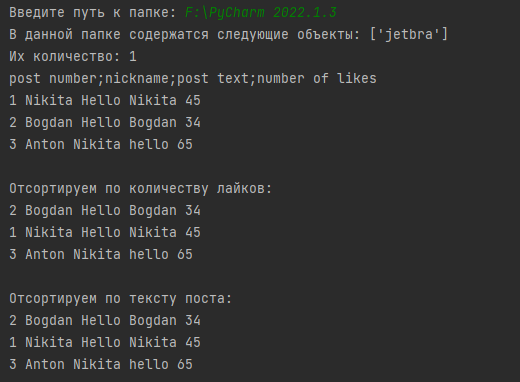 Введите путь к папке: F:\PyCharm 2022.1.3
В данной папке содержатся следующие объекты: ['jetbra']
Их количество: 1
post number;nickname;post text;number of likes
1 Nikita Hello Nikita 45
2 Bogdan Hello Bogdan 34
3 Anton Nikita hello 65
Отсортируем по количеству лайков:
2 Bogdan Hello Bogdan 34
1 Nikita Hello Nikita 45
3 Anton Nikita hello 65
Отсортируем по тексту поста:
2 Bogdan Hello Bogdan 34
1 Nikita Hello Nikita 45
3 Anton Nikita hello 65